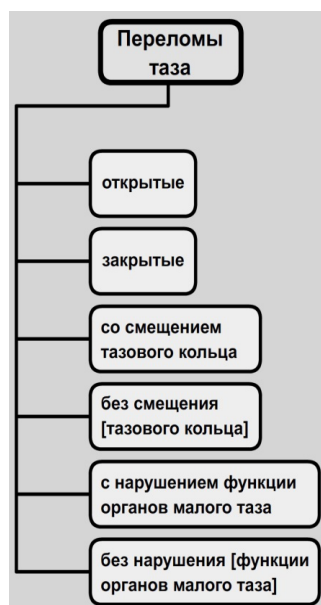 Переломы
таза
открытые
закрытые
со смещением
тазового кольца
без смещения
[тазового кольца]
с нарушением функции
органов малого таза
без нарушения [функции
органов малого таза]